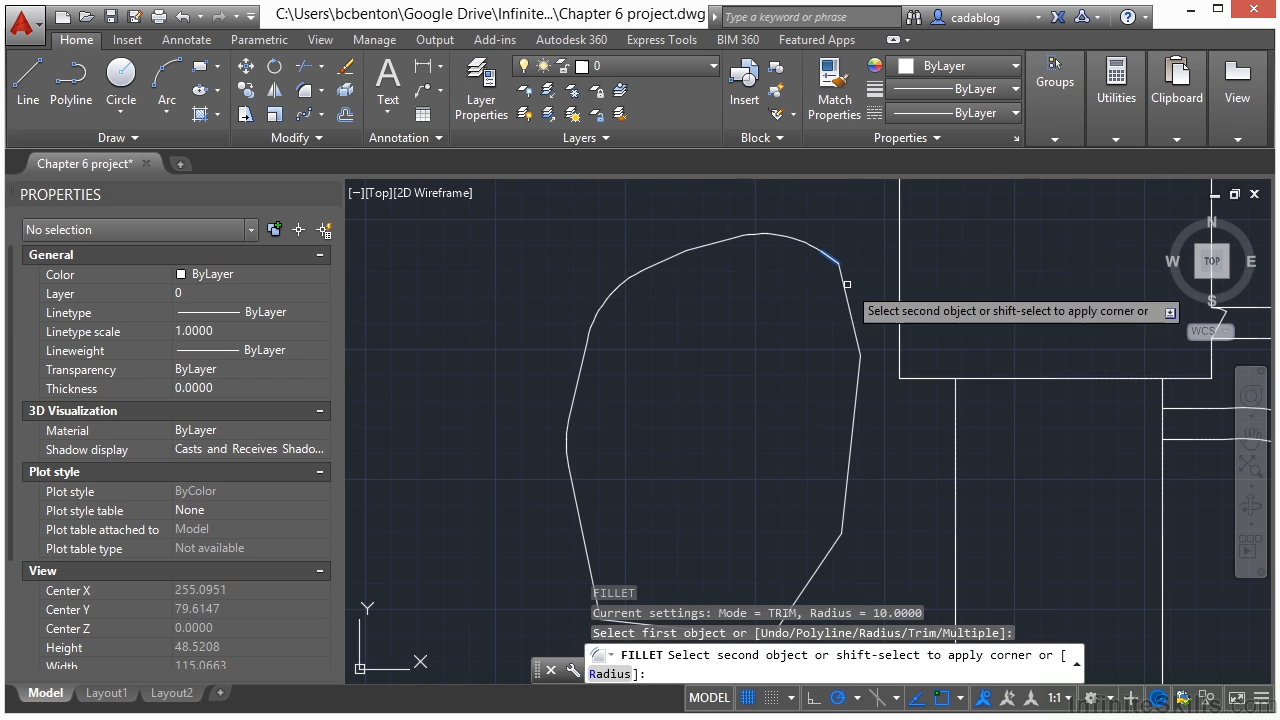 C:\Users\bcbenton\Google Drive\Infinite...\Chapter 6 project.dwg
Type a keyword or phrase
cadablog
Home Insert Annotate Parametric View Manage Output Add-ins Autodesk 360 Express Tools BIM 360 Featured Apps
Line Polyline Circle Arc
Text
Layer Properties
0
Insert
Match Properties
ByLayer
ByLayer
ByLayer
Groups Utilities Clipboard View
Draw Modify Annotation Layers Block Properties
Chapter 6 project*
PROPERTIES
No selection
General
Color ByLayer
Layer 0
Linetype ByLayer
Linetype scale 1.0000
Lineweight ByLayer
Transparency ByLayer
Thickness 0.0000
3D Visualization
Material ByLayer
Shadow display Casts and Receives Shado...
Plot style
Plot style ByColor
Plot style table None
Plot table attached to Model
Plot table type Not available
View
Center X 255.0951
Center Y 79.6147
Center Z 0.0000
Height 48.5208
Width 115.0663
[−][Top][2D Wireframe]
N
W TOP E
S
WCS
Select second object or shift-select to apply corner or
Y
X
FILLET
Current settings: Mode = TRIM, Radius = 10.0000
Select first object or [Undo/Polyline/Radius/Trim/Multiple]:
FILLET Select second object or shift-select to apply corner or [
Radius]:
Model Layout1 Layout2 +
MODEL 1:1
InfiniteSkills.com